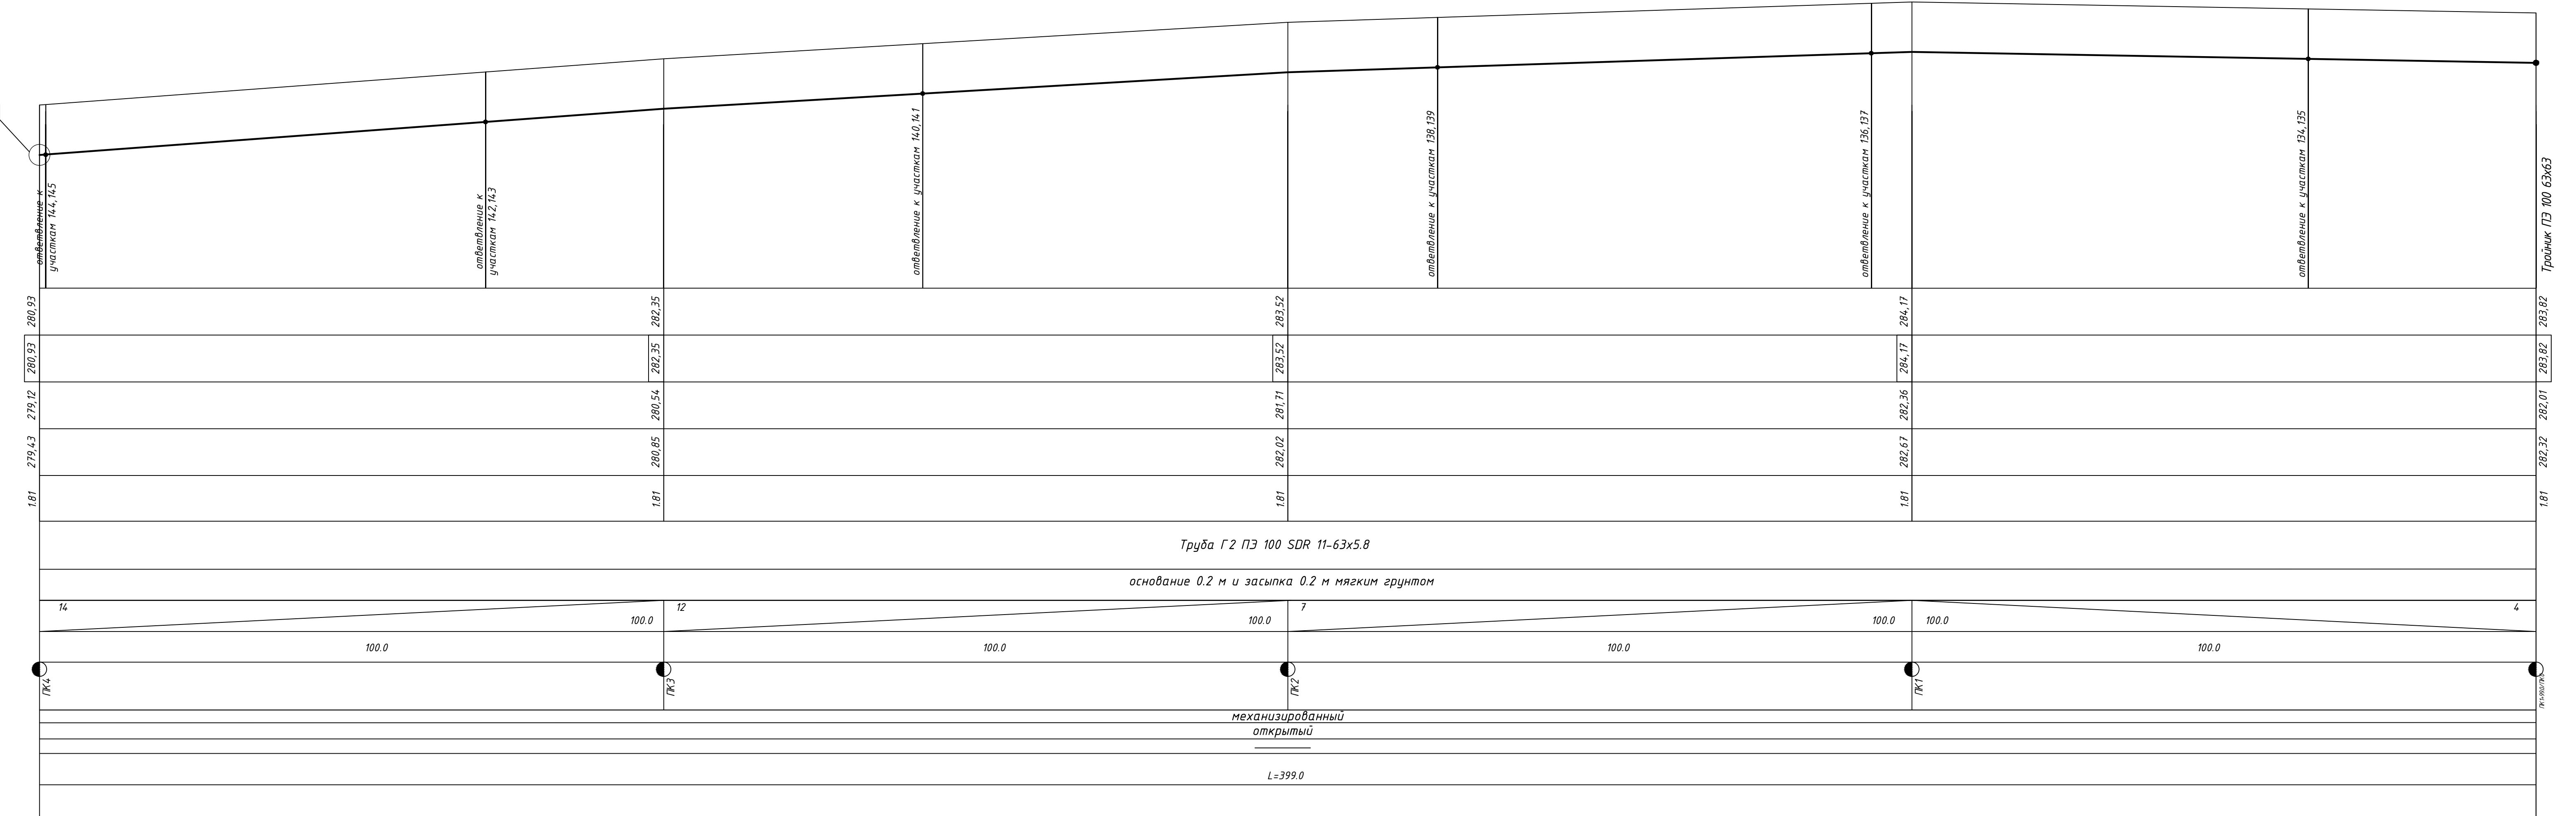 ответвление к
участкам 144,145
ответвление к
участкам 142,143
ответвление к участкам 140,141
ответвление к участкам 138,139
ответвление к участкам 136,137
ответвление к участкам 134,135
Тройник ПЭ 100 63x63
280,93 282,35 283,52 284,17 283,82
280,93 282,35 283,52 284,17 283,82
279,12 280,54 281,71 282,36 282,01
279,43 280,85 282,02 282,67 282,32
1.81 1.81 1.81 1.81 1.81
Труба Г2 ПЭ 100 SDR 11-63x5.8
основание 0.2 м и засыпка 0.2 м мягким грунтом
14 12 7 4
100.0 100.0 100.0 100.0
100.0 100.0 100.0 100.0
ПК4 ПК3 ПК2 ПК1
механизированный
открытый
L=399.0